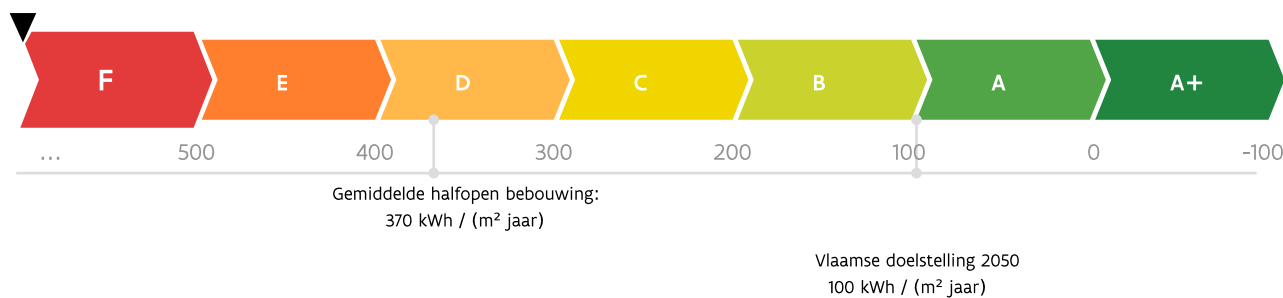 F E D C B A A+
... 500 400 300 200 100 0 -100
Gemiddelde halfopen bebouwing:
370 kWh / (m² jaar)
Vlaamse doelstelling 2050
100 kWh / (m² jaar)